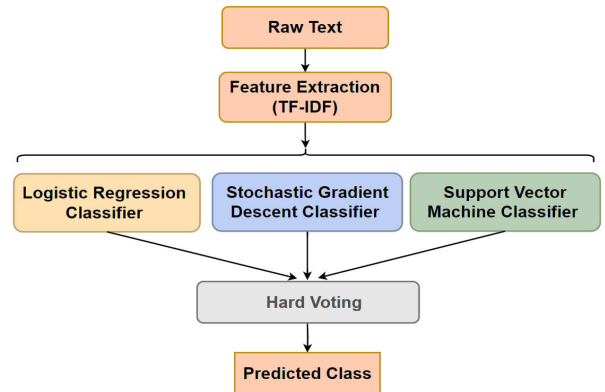 Raw Text
Feature Extraction
(TF-IDF)
Logistic Regression
Classifier
Stochastic Gradient
Descent Classifier
Support Vector
Machine Classifier
Hard Voting
Predicted Class